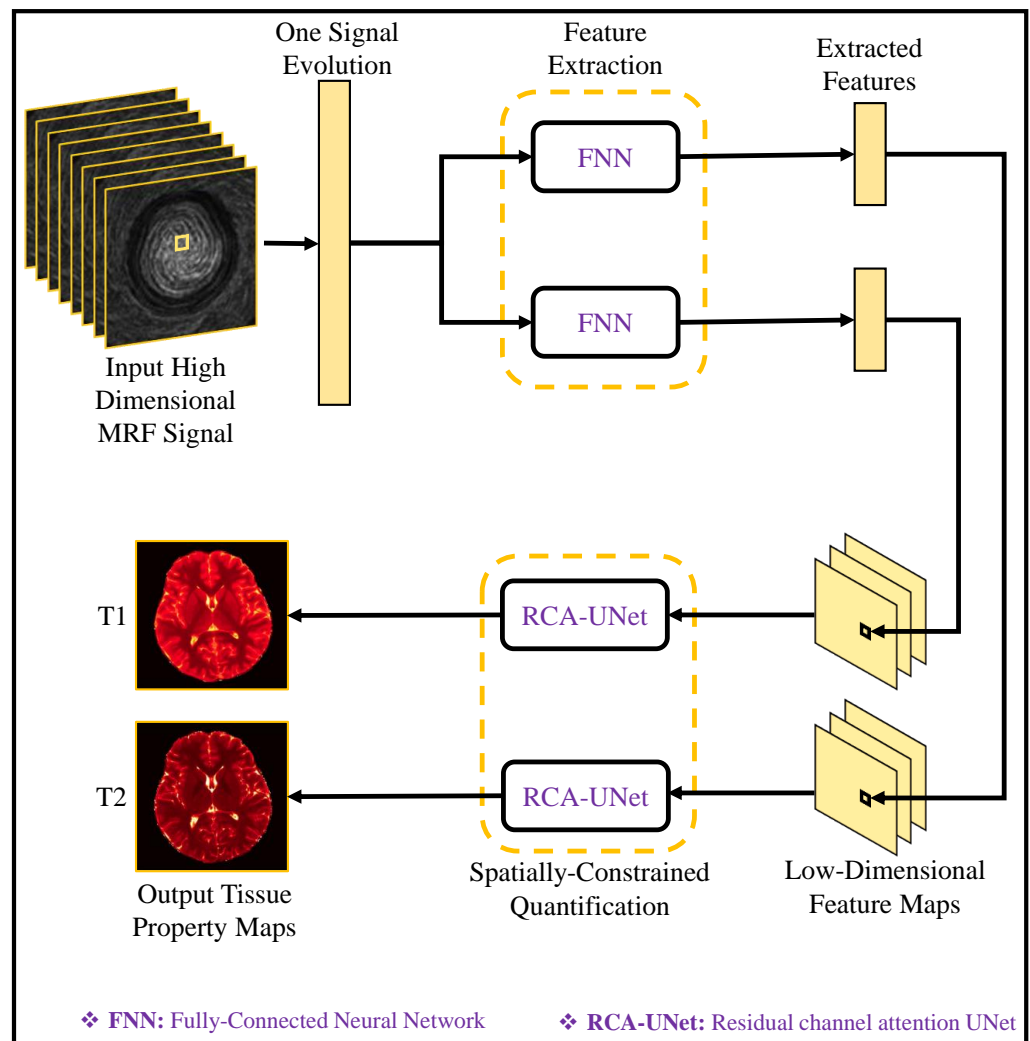 One Signal
Evolution
Feature
Extraction
Extracted
Features
FNN
FNN
Input High
Dimensional
MRF Signal
T1
RCA-UNet
T2
RCA-UNet
Output Tissue
Property Maps
Spatially-Constrained
Quantification
Low-Dimensional
Feature Maps
❖ FNN: Fully-Connected Neural Network
❖ RCA-UNet: Residual channel attention UNet